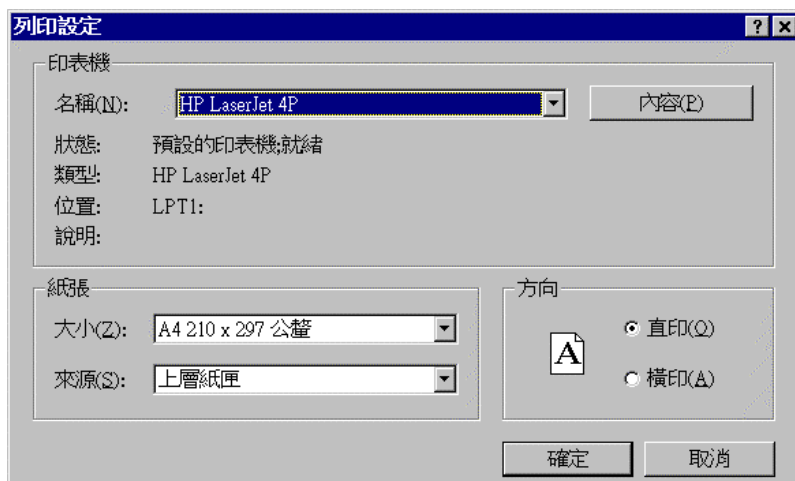 列印設定
印表機
名稱(N): HP LaserJet 4P 內容(P)
狀態: 預設的印表機;就緒
類型: HP LaserJet 4P
位置: LPT1:
說明:
紙張
大小(Z): A4 210 x 297 公釐
來源(S): 上層紙匣
方向
A
直印(O)
橫印(A)
確定 取消